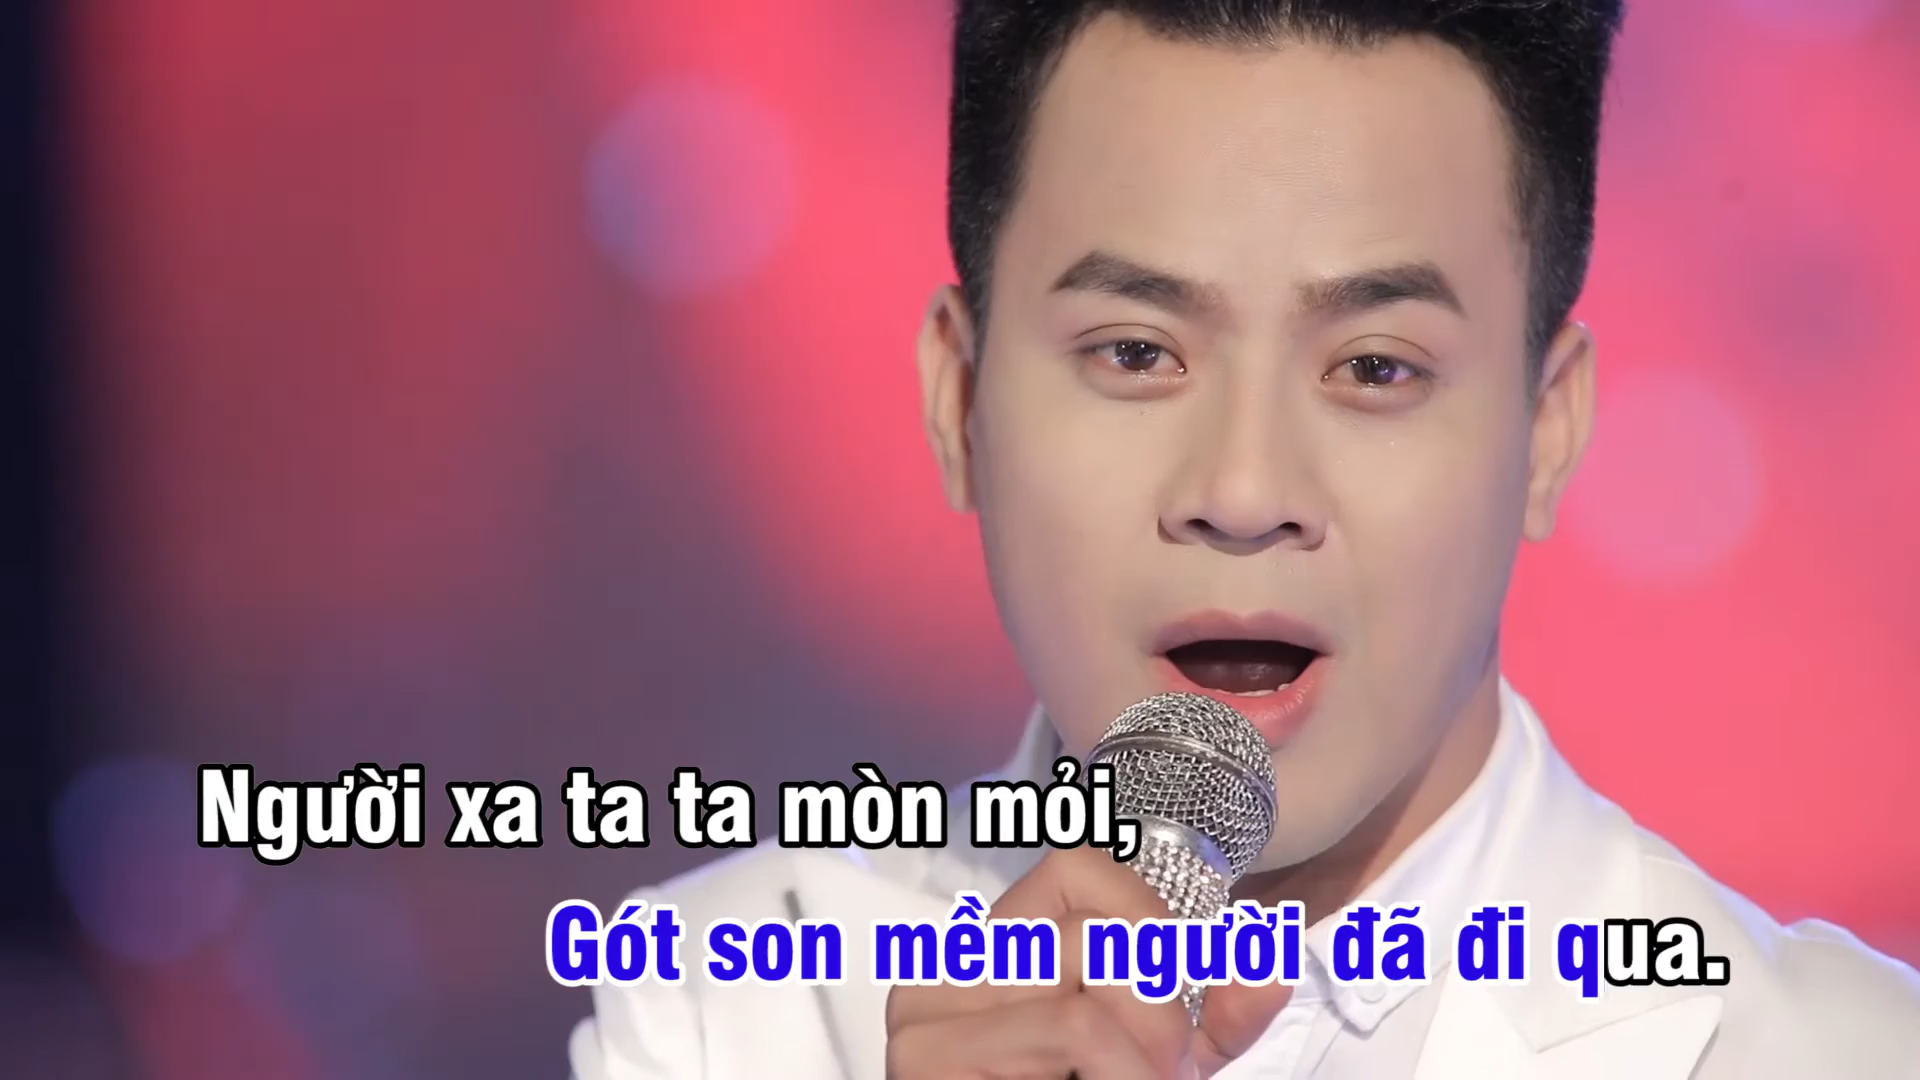 Người xa ta ta mòn mỏi,
Gót son mềm người đã đi qua.